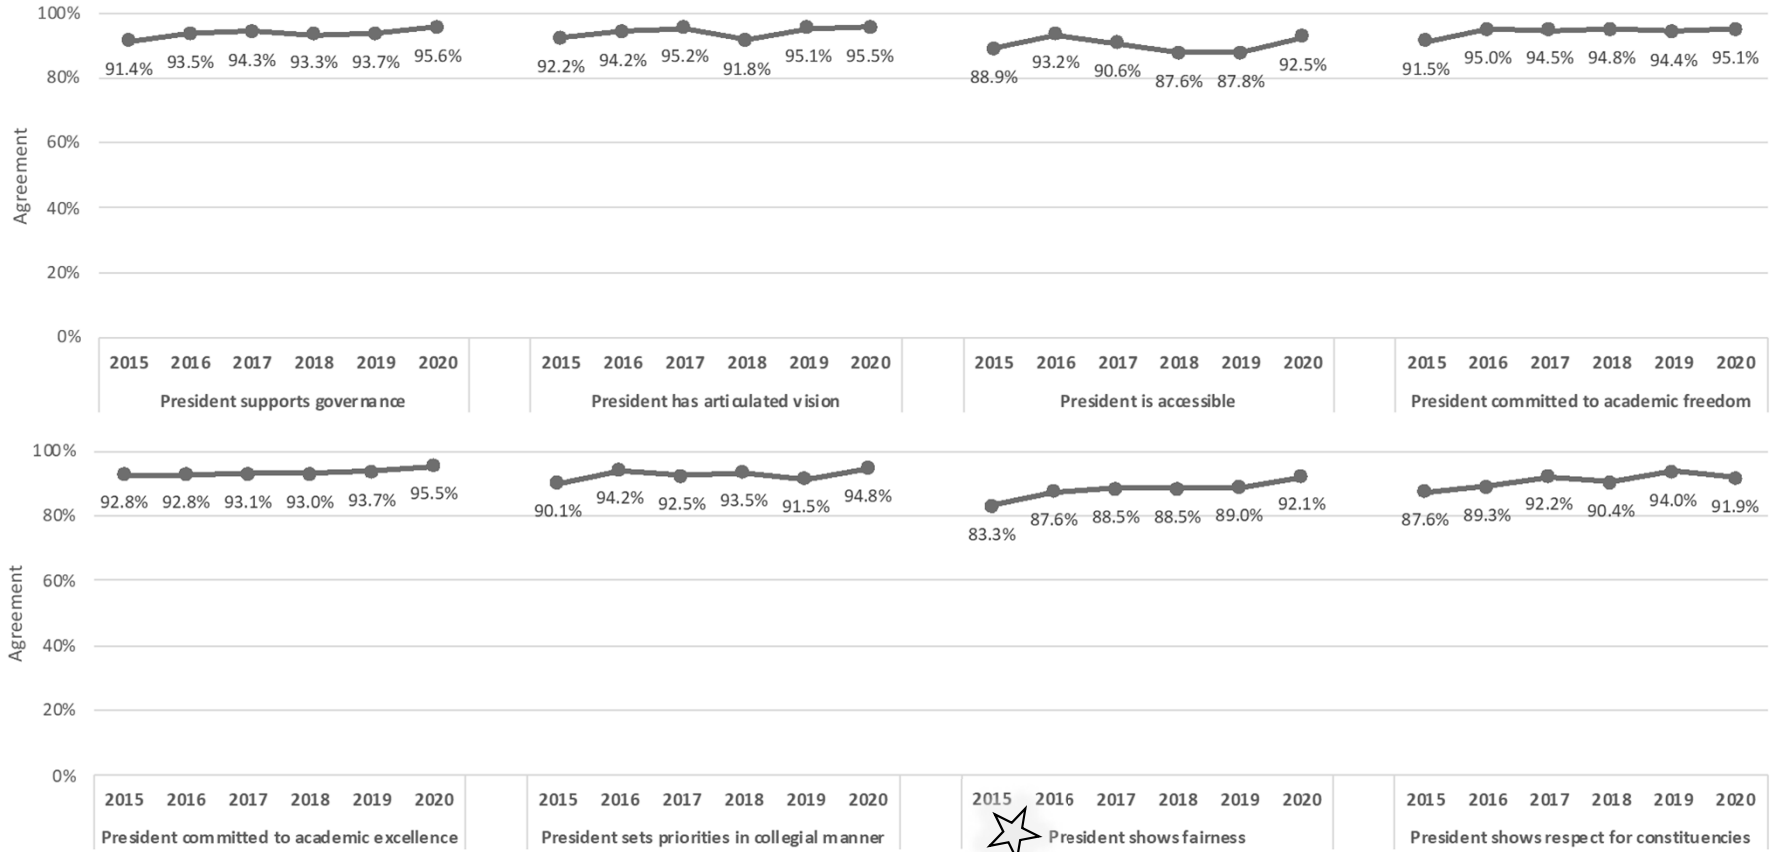 100%
91.4% 93.5% 94.3% 93.3% 93.7% 95.6% 92.2% 94.2% 95.2% 91.8% 95.1% 95.5% 88.9% 93.2% 90.6% 87.6% 87.8% 92.5% 91.5% 95.0% 94.5% 94.8% 94.4% 95.1%
80%
60%
Agreement
40%
20%
0%
2015 2016 2017 2018 2019 2020 2015 2016 2017 2018 2019 2020 2015 2016 2017 2018 2019 2020 2015 2016 2017 2018 2019 2020
President supports governance President has articulated vision President is accessible President committed to academic freedom
100%
92.8% 92.8% 93.1% 93.0% 93.7% 95.5% 90.1% 94.2% 92.5% 93.5% 91.5% 94.8% 83.3% 87.6% 88.5% 88.5% 89.0% 92.1% 87.6% 89.3% 92.2% 90.4% 94.0% 91.9%
80%
60%
Agreement
40%
20%
0%
2015 2016 2017 2018 2019 2020 2015 2016 2017 2018 2019 2020 2015 2016 2017 2018 2019 2020 2015 2016 2017 2018 2019 2020
President committed to academic excellence President sets priorities in collegial manner President shows fairness President shows respect for constituencies